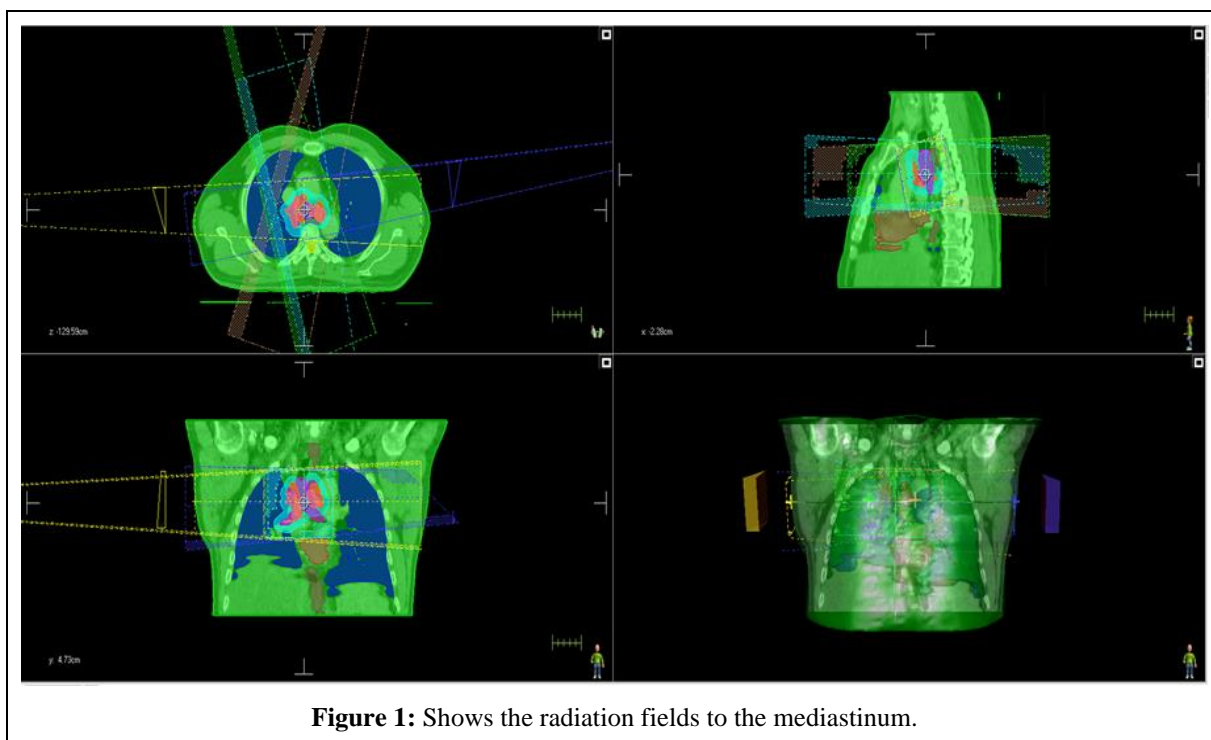 z: -129.59cm
x: -2.28cm
y: 4.73cm
Figure 1: Shows the radiation fields to the mediastinum.